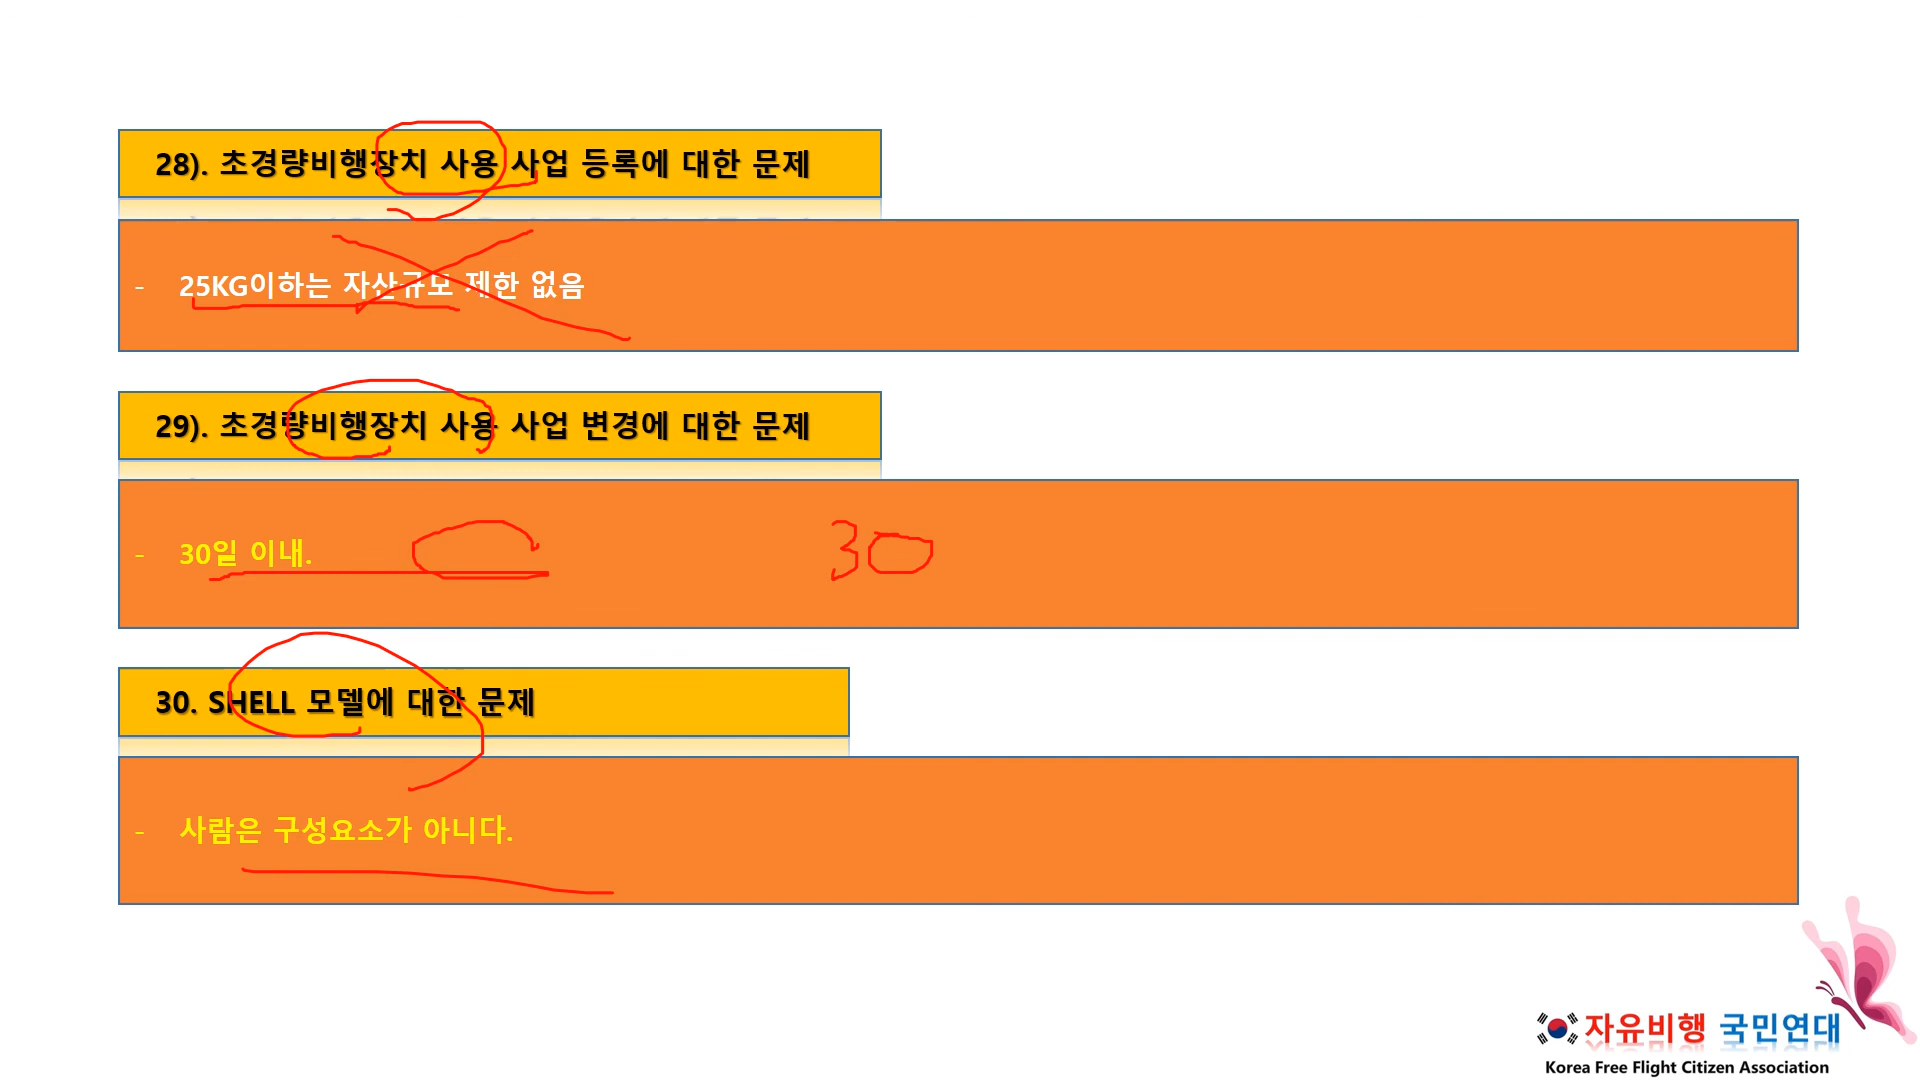 28). 초경량비행장치 사용 사업 등록에 대한 문제
- 25KG이하는 자산규모 제한 없음
29). 초경량비행장치 사용 사업 변경에 대한 문제
- 30일 이내.
30
30. SHELL 모델에 대한 문제
- 사람은 구성요소가 아니다.
자유비행 국민연대
Korea Free Flight Citizen Association